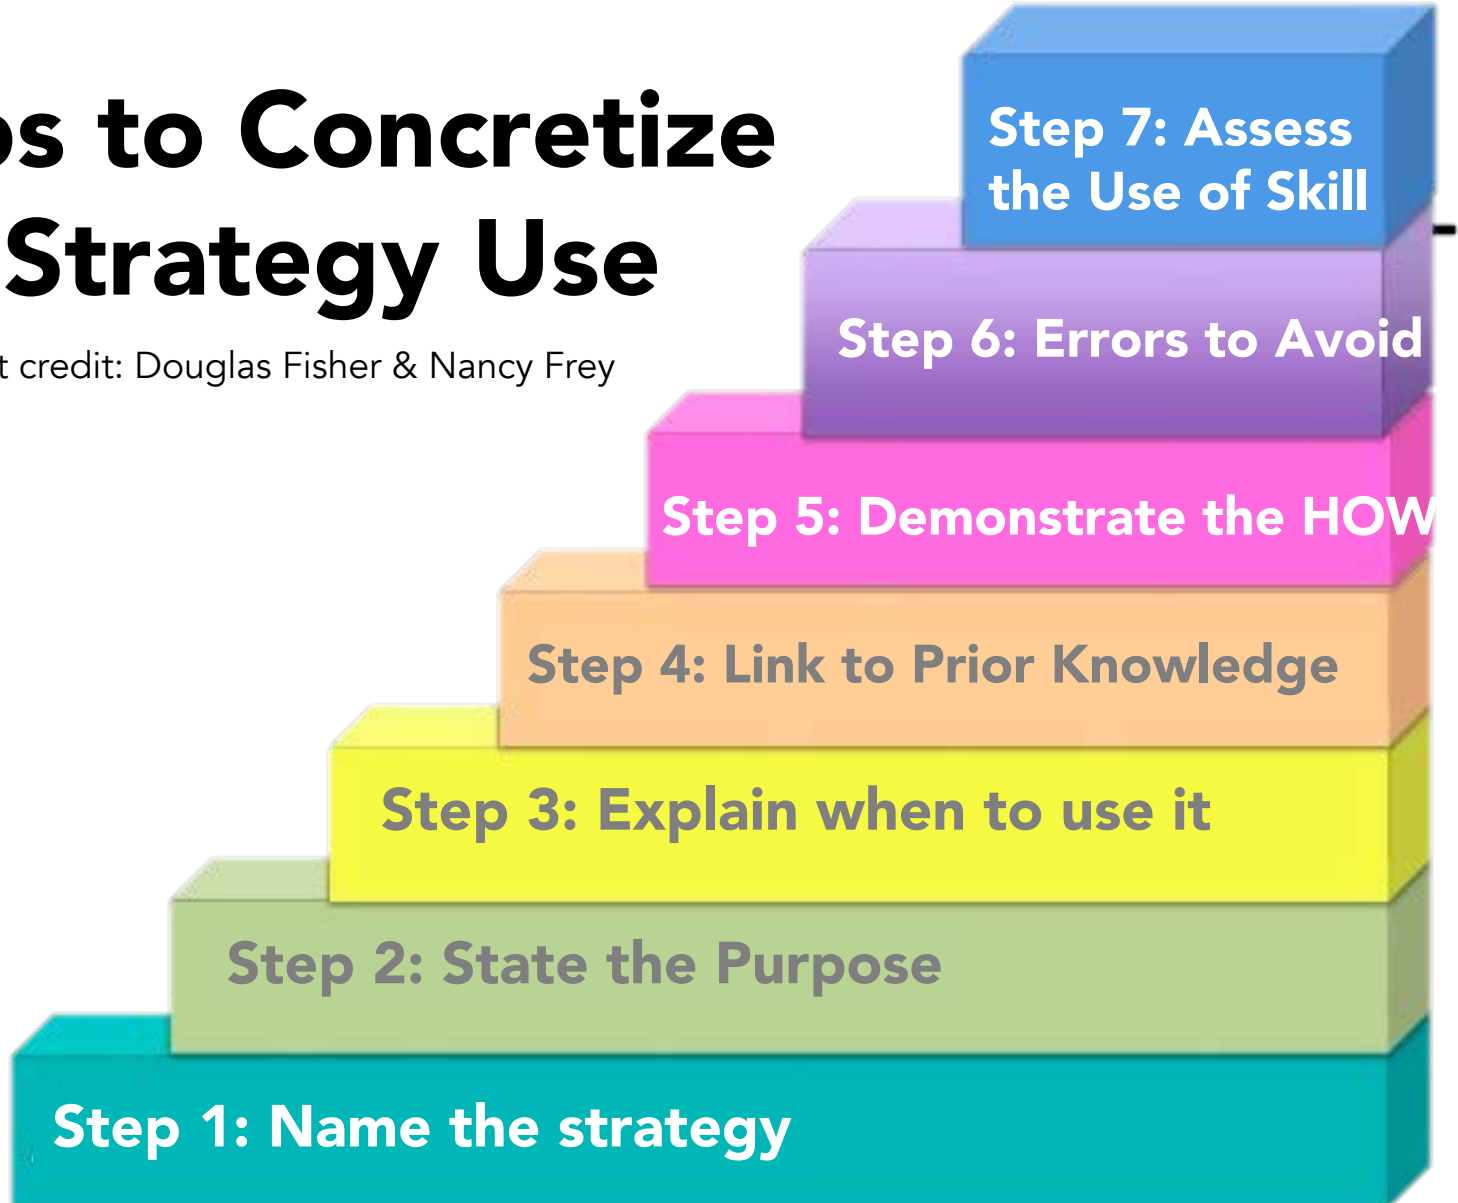 to Concretize
Strategy Use
credit: Douglas Fisher & Nancy Frey
Step 7: Assess
the Use of Skill
Step 6: Errors to Avoid
Step 5: Demonstrate the HOW
Step 4: Link to Prior Knowledge
Step 3: Explain when to use it
Step 2: State the Purpose
Step 1: Name the strategy